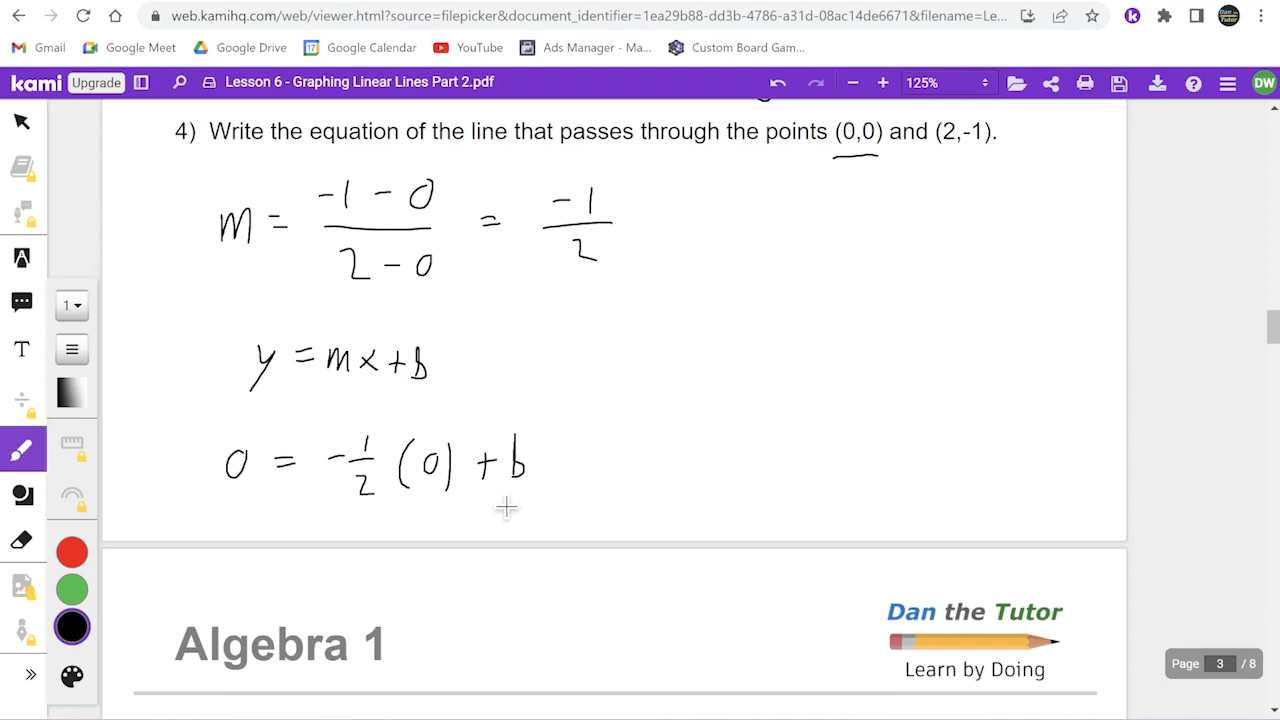 web.kamihq.com/web/viewer.html?source=filepicker&document_identifier=1ea29b88-dd3b-4786-a31d-08ac14de6671&filename=Le...
Gmail Google Meet Google Drive 17 Google Calendar YouTube Ads Manager - Ma... Custom Board Gam...
kami Upgrade Lesson 6 - Graphing Linear Lines Part 2.pdf 125% DW
4) Write the equation of the line that passes through the points (0,0) and (2,-1).
m = (-1 - 0)/(2 - 0) = -1/2
y = mx + b
0 = -1/2 (0) + b
1
T
Algebra 1
Dan the Tutor
Learn by Doing
Page 3 / 8